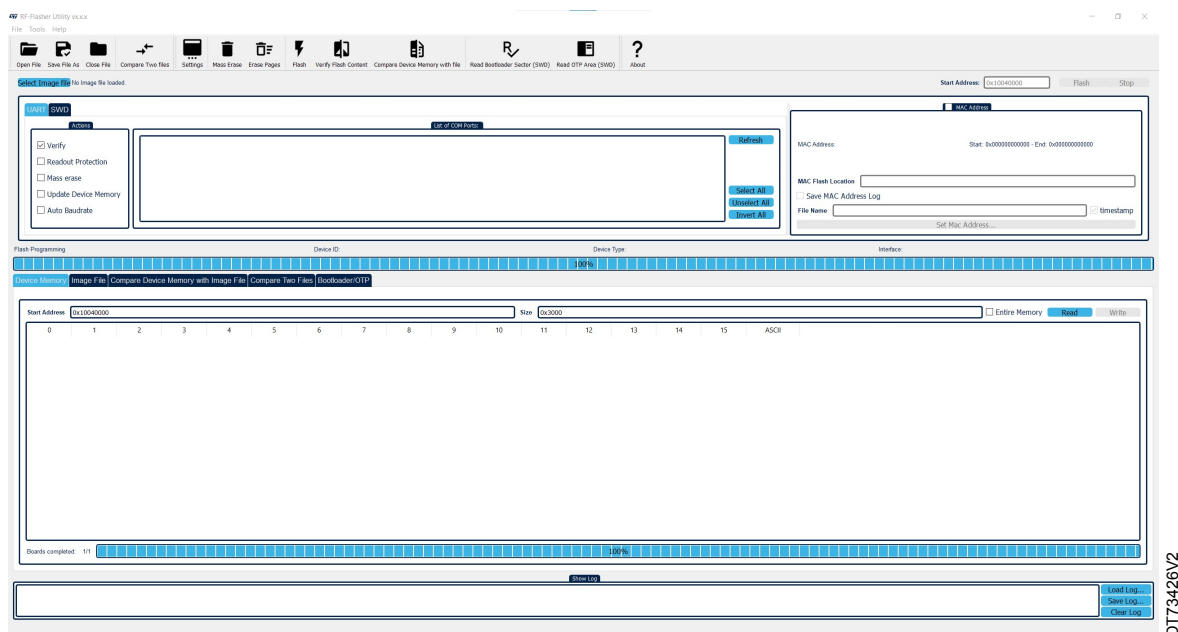 RF-Flasher Utility vx.x.x
File Tools Help
Open File Save File As Close File Compare Two files Settings Mass Erase Erase Pages Flash Verify Flash Content Compare Device Memory with file Read Bootloader Sector (SWD) Read OTP Area (SWD) About
Select Image file No Image file loaded. Start Address: 0x10040000 Flash Stop
UART SWD
Actions
Verify
Readout Protection
Mass erase
Update Device Memory
Auto Baudrate
List of COM Ports:
Refresh
Select All
Unselect All
Invert All
MAC Address
MAC Address: Start: 0x000000000000 - End: 0x000000000000
MAC Flash Location
Save MAC Address Log
File Name timestamp
Set Mac Address...
Flash Programming Device ID: Device Type: Interface:
100%
Device Memory Image File Compare Device Memory with Image File Compare Two Files Bootloader/OTP
Start Address 0x10040000 Size 0x3000 Entire Memory Read Write
0 1 2 3 4 5 6 7 8 9 10 11 12 13 14 15 ASCII
Boards completed: 1/1 100%
Show Log
Load Log...
Save Log...
Clear Log
DT73426V2